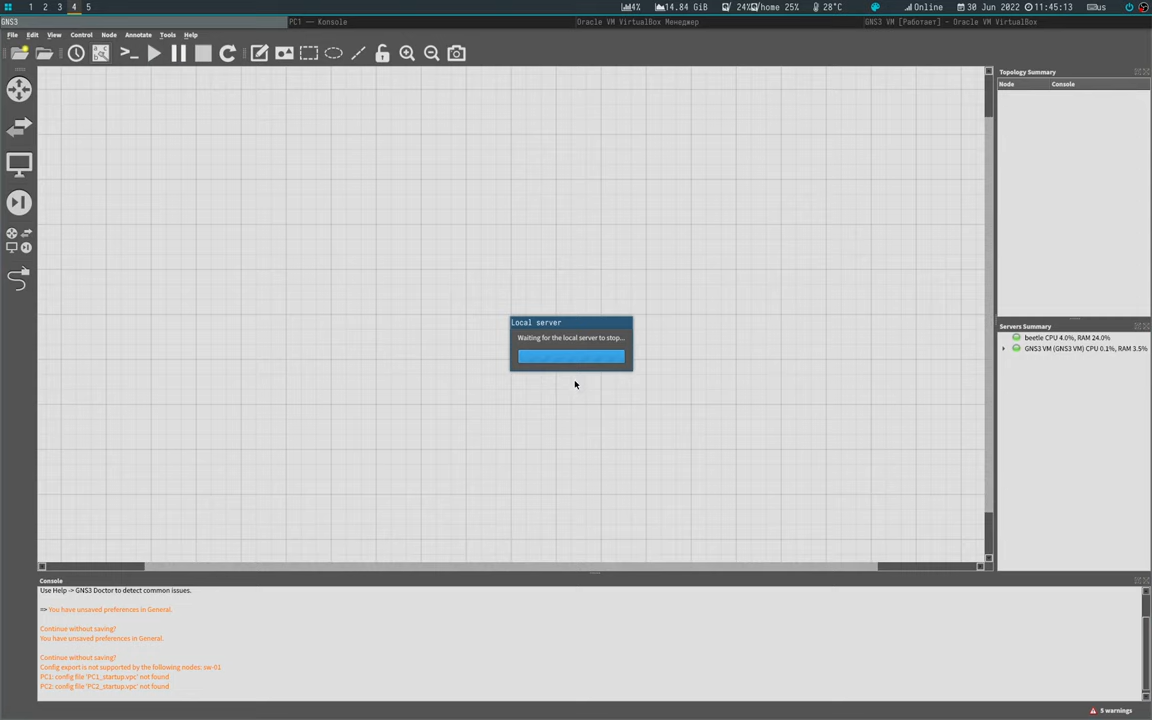 1 2 3 4 5
4% 14.84 GiB 24% /home 25% 28°C Online 30 Jun 2022 11:45:13 us
GNS3 PC1 — Konsole Oracle VM VirtualBox Менеджер GNS3 VM [Работает] - Oracle VM VirtualBox
File Edit View Control Node Annotate Tools Help
Topology Summary
Node Console
Local server
Waiting for the local server to stop...
Servers Summary
beetle CPU 4.0%, RAM 24.0%
GNS3 VM (GNS3 VM) CPU 0.1%, RAM 3.5%
Console
Use Help -> GNS3 Doctor to detect common issues.
=> You have unsaved preferences in General.
Continue without saving?
You have unsaved preferences in General.
Continue without saving?
Config export is not supported by the following nodes: sw-01
PC1: config file 'PC1_startup.vpc' not found
PC2: config file 'PC2_startup.vpc' not found
5 warnings